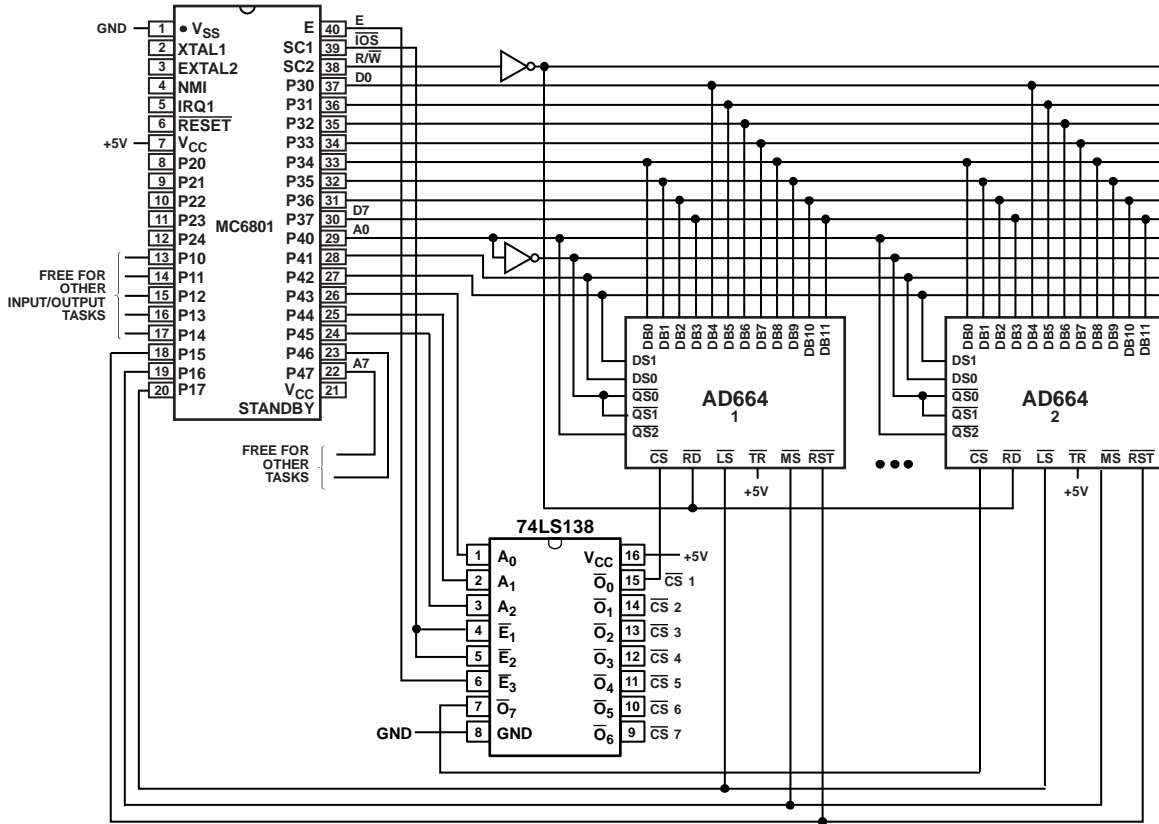 GND
+5V
FREE FOR
OTHER
INPUT/OUTPUT
TASKS
1 VSS
2 XTAL1
3 EXTAL2
4 NMI
5 IRQ1
6 RESET
7 VCC
8 P20
9 P21
10 P22
11 P23
12 P24
13 P10
14 P11
15 P12
16 P13
17 P14
18 P15
19 P16
20 P17
MC6801
E 40 E
SC1 39 IOS
SC2 38 R/W
P30 37 D0
P31 36
P32 35
P33 34
P34 33
P35 32
P36 31
P37 30 D7
P40 29 A0
P41 28
P42 27
P43 26
P44 25
P45 24
P46 23
P47 22 A7
VCC 21
STANDBY
FREE FOR
OTHER
TASKS
DB0 DB1 DB2 DB3 DB4 DB5 DB6 DB7 DB8 DB9 DB10 DB11
DS1
DS0
QS0
QS1
QS2
AD664
1
CS RD LS TR MS RST
+5V
DB0 DB1 DB2 DB3 DB4 DB5 DB6 DB7 DB8 DB9 DB10 DB11
DS1
DS0
QS0
QS1
QS2
AD664
2
CS RD LS TR MS RST
+5V
74LS138
1 A0 VCC 16 +5V
2 A1 O0 15 CS 1
3 A2 O1 14 CS 2
4 E1 O2 13 CS 3
5 E2 O3 12 CS 4
6 E3 O4 11 CS 5
7 O7 O5 10 CS 6
GND 8 GND O6 9 CS 7